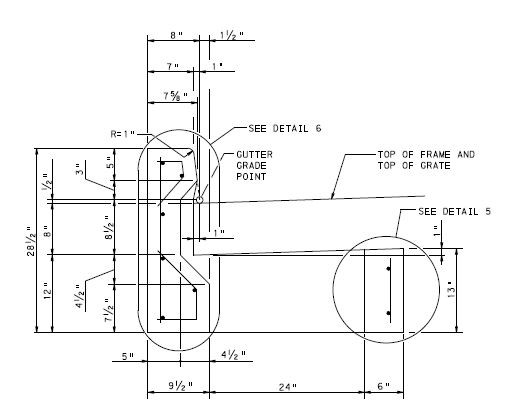 8"
1½"
7"
1"
7⅝"
R=1"
SEE DETAIL 6
GUTTER
GRADE
POINT
TOP OF FRAME AND
TOP OF GRATE
SEE DETAIL 5
3"
5"
½"
28½"
8"
8½"
1"
1"
12"
4½"
7½"
13"
5"
4½"
9½"
24"
6"